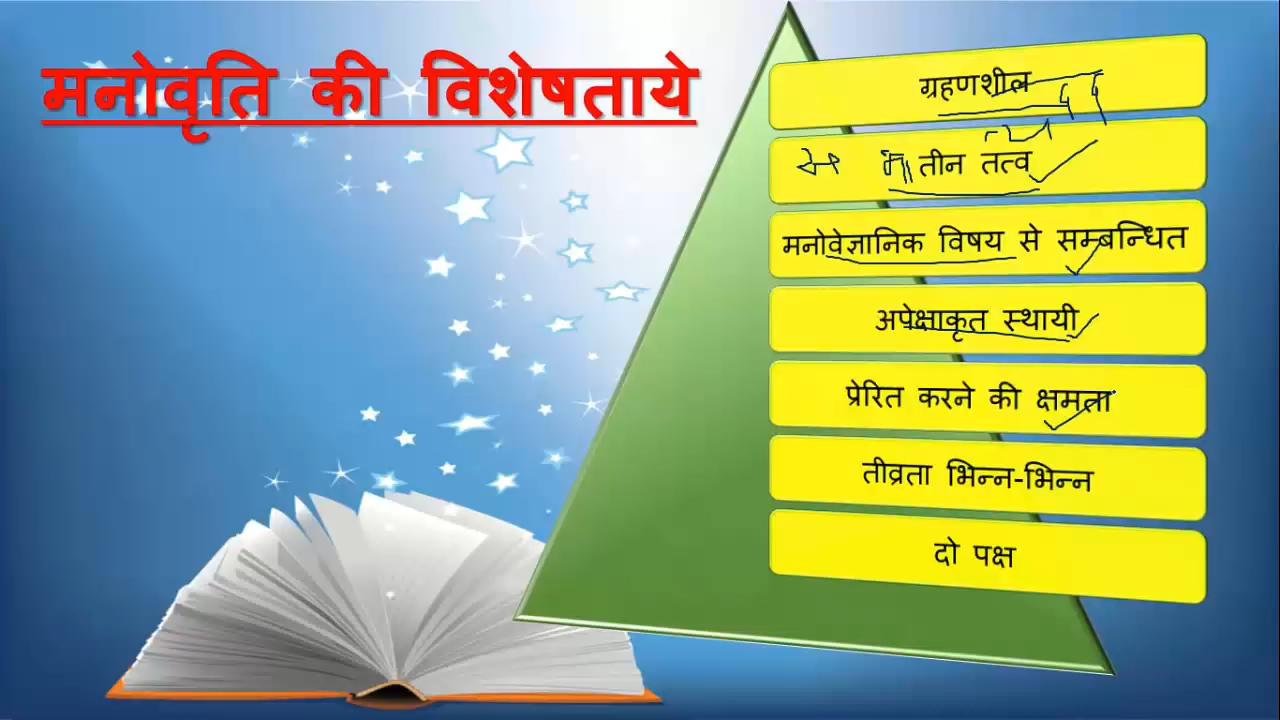 मनोवृति की विशेषताये
ग्रहणशील
तीन तत्व
मनोवेज्ञानिक विषय से सम्बन्धित
अपेक्षाकृत स्थायी
प्रेरित करने की क्षमता
तीव्रता भिन्न-भिन्न
दो पक्ष